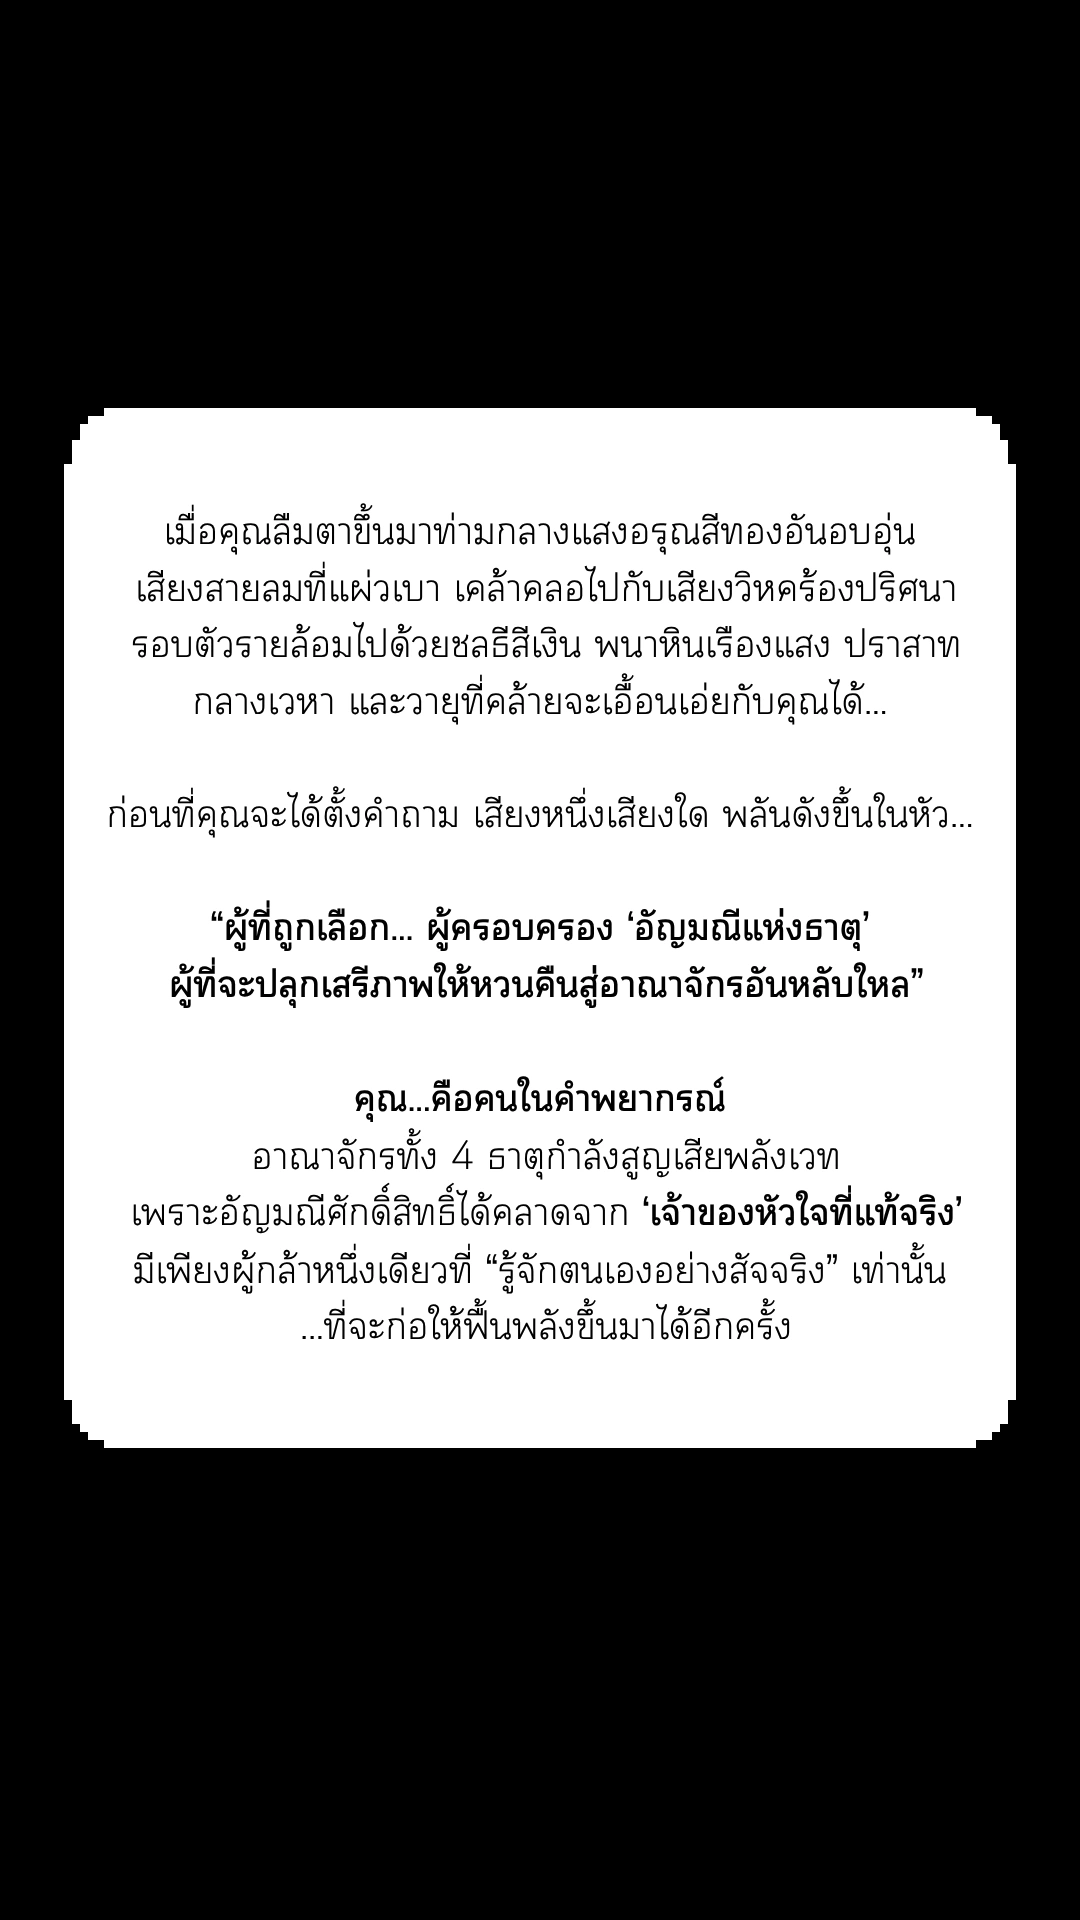 เมื่อคุณลืมตาขึ้นมาท่ามกลางแสงอรุณสีทองอันอบอุ่น
เสียงสายลมที่แผ่วเบา เคล้าคลอไปกับเสียงวิหคร้องปริศนา
รอบตัวรายล้อมไปด้วยชลธีสีเงิน พนาหินเรืองแสง ปราสาท
กลางเวหา และวายุที่คล้ายจะเอื้อนเอ่ยกับคุณได้...
ก่อนที่คุณจะได้ตั้งคำถาม เสียงหนึ่งเสียงใด พลันดังขึ้นในหัว...
“ผู้ที่ถูกเลือก... ผู้ครอบครอง ‘อัญมณีแห่งธาตุ’
ผู้ที่จะปลุกเสรีภาพให้หวนคืนสู่อาณาจักรอันหลับใหล”
คุณ...คือคนในคำพยากรณ์
อาณาจักรทั้ง 4 ธาตุกำลังสูญเสียพลังเวท
เพราะอัญมณีศักดิ์สิทธิ์ได้คลาดจาก ‘เจ้าของหัวใจที่แท้จริง’
มีเพียงผู้กล้าหนึ่งเดียวที่ “รู้จักตนเองอย่างสัจจริง” เท่านั้น
...ที่จะก่อให้ฟื้นพลังขึ้นมาได้อีกครั้ง